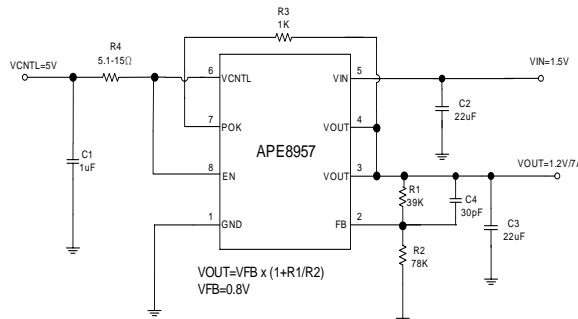 R3
1K
R4
5.1-15Ω
VCNTL=5V
6
VCNTL
VIN
5
VIN=1.5V
C2
22uF
7
POK
VOUT
4
APE8957
C1
1uF
8
EN
VOUT
3
VOUT=1.2V/7A
R1
39K
C4
30pF
1
GND
FB
2
C3
22uF
R2
78K
VOUT=VFB x (1+R1/R2)
VFB=0.8V